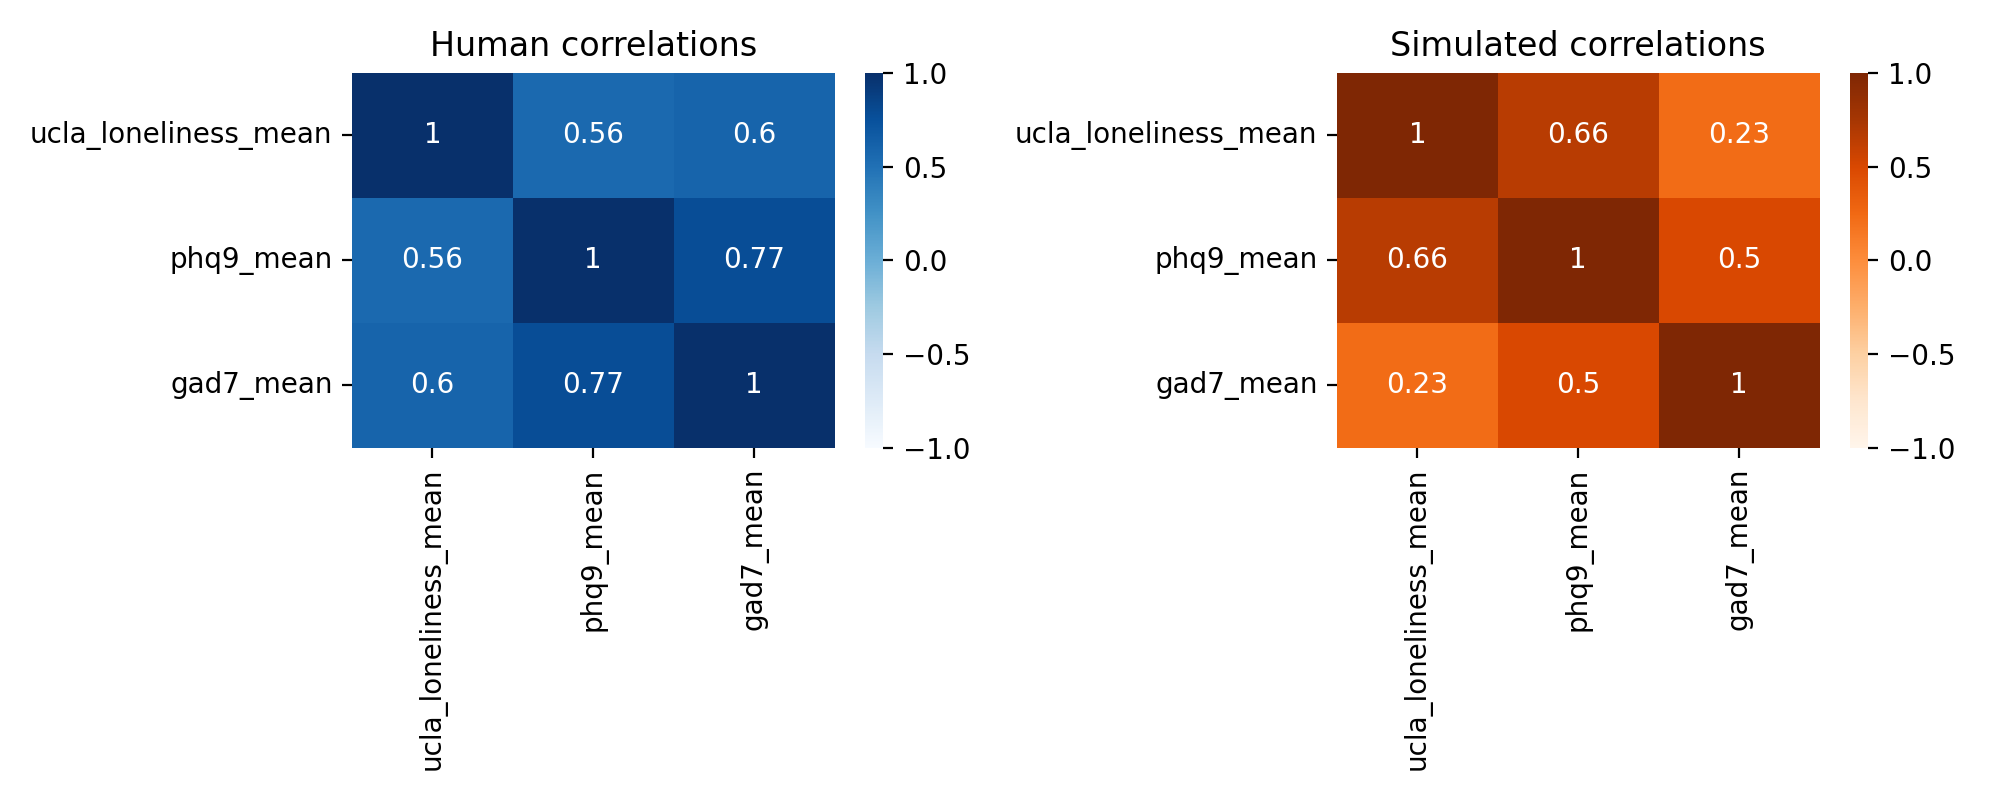 Human correlations
ucla_loneliness_mean
phq9_mean
gad7_mean
1 0.56 0.6
0.56 1 0.77
0.6 0.77 1
ucla_loneliness_mean
phq9_mean
gad7_mean
1.0
0.5
0.0
−0.5
−1.0
Simulated correlations
ucla_loneliness_mean
phq9_mean
gad7_mean
1 0.66 0.23
0.66 1 0.5
0.23 0.5 1
ucla_loneliness_mean
phq9_mean
gad7_mean
1.0
0.5
0.0
−0.5
−1.0